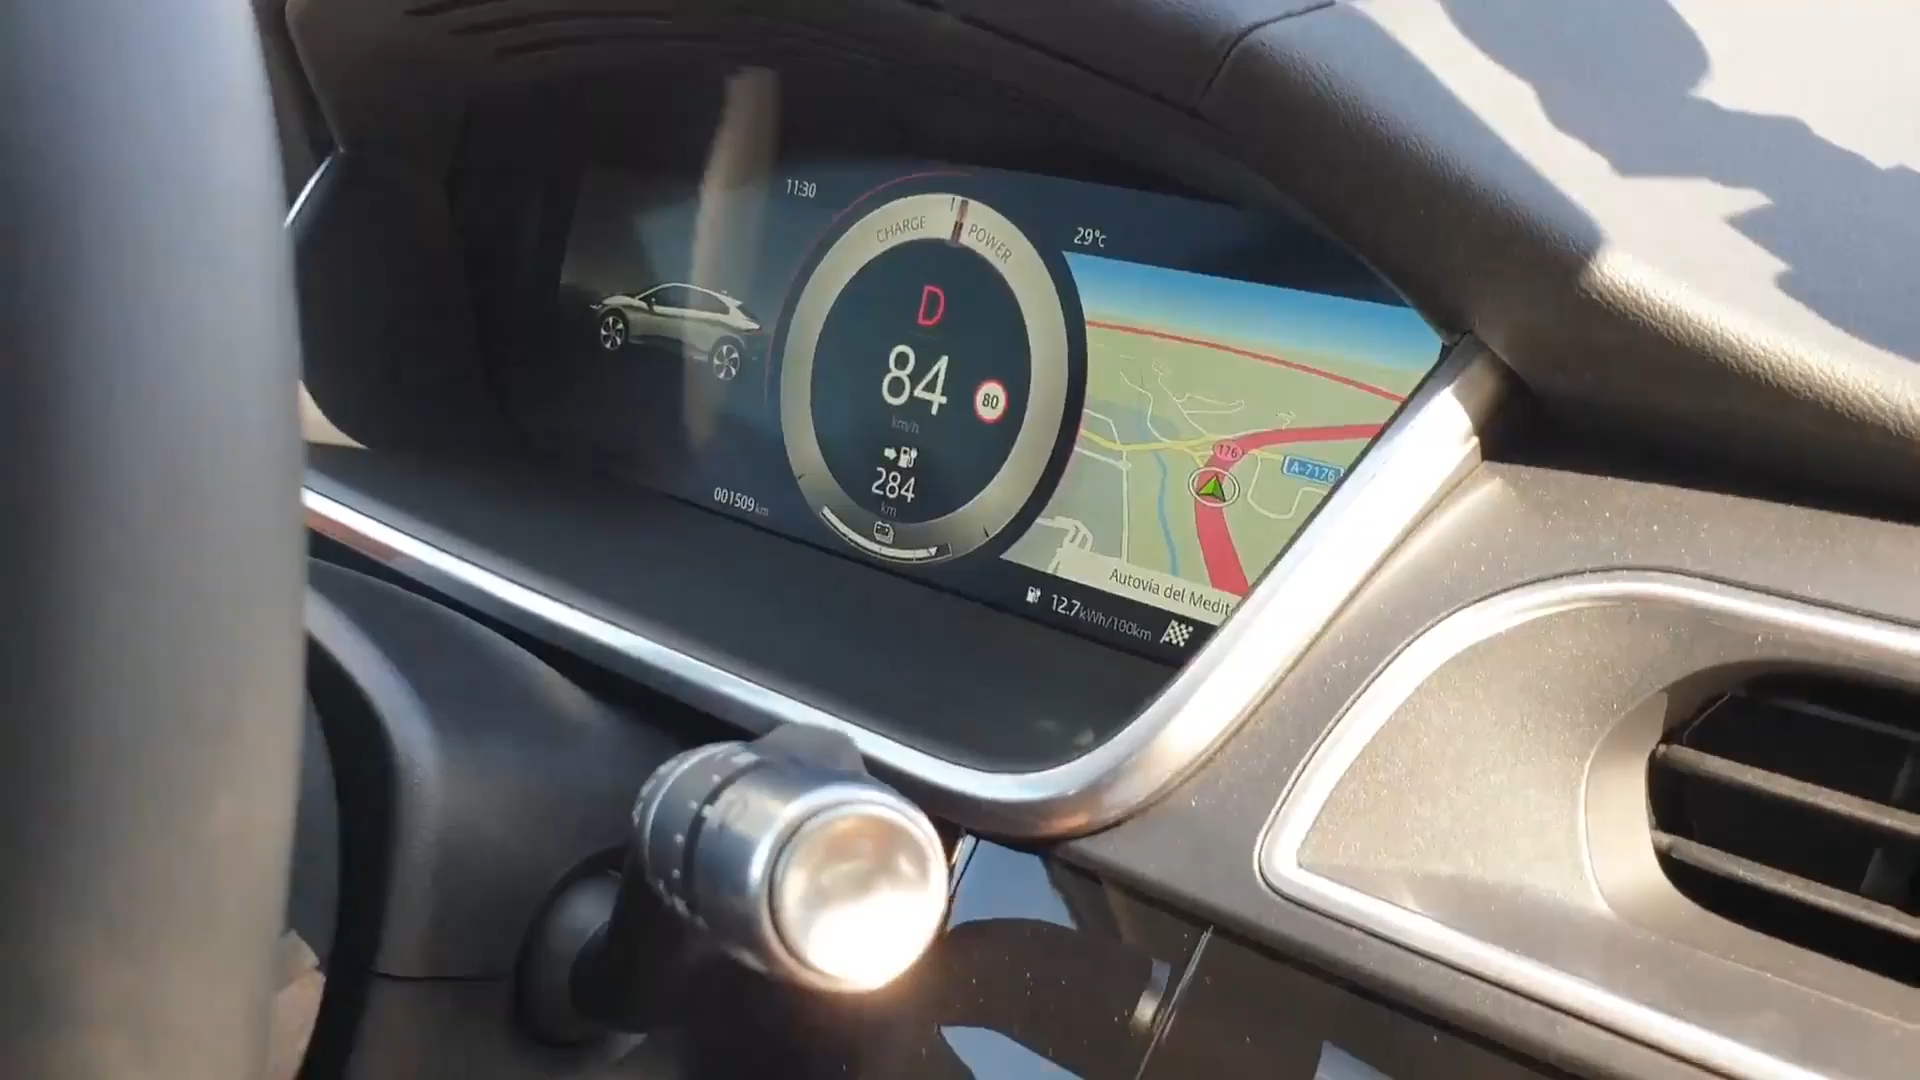 11:30
29°C
CHARGE
POWER
D
84
km/h
80
284
km
001509 km
176
A-7176
Autovía del Medit
12.7 kWh/100km